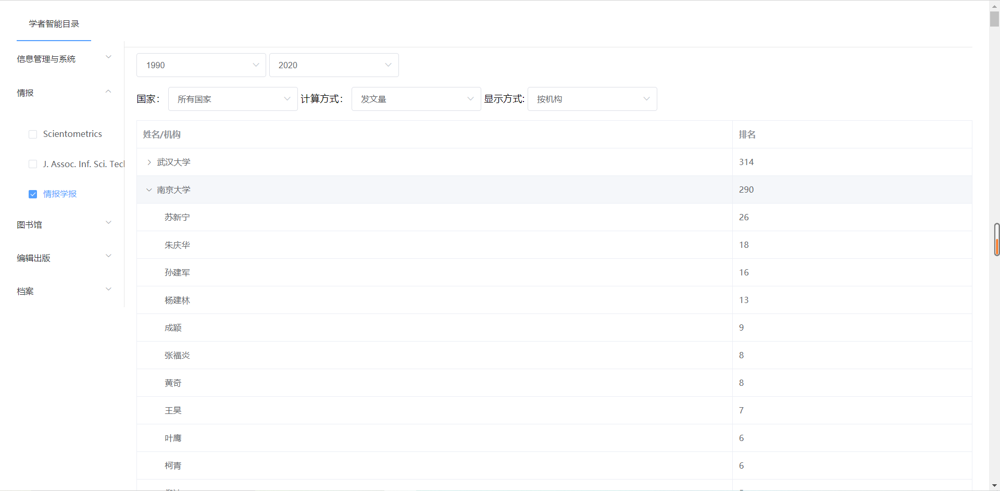 学者智能目录
信息管理与系统
情报
Scientometrics
J. Assoc. Inf. Sci.
情报学报
图书馆
编辑出版
档案
1990 2020
国家: 所有国家 计算方式: 发文量 显示方式: 按机构
姓名/机构 排名
武汉大学 314
南京大学 290
苏新宁 26
朱庆华 18
孙建军 16
杨建林 13
成颖 9
张福炎 8
黄奇 8
王昊 7
叶鹰 6
柯青 6